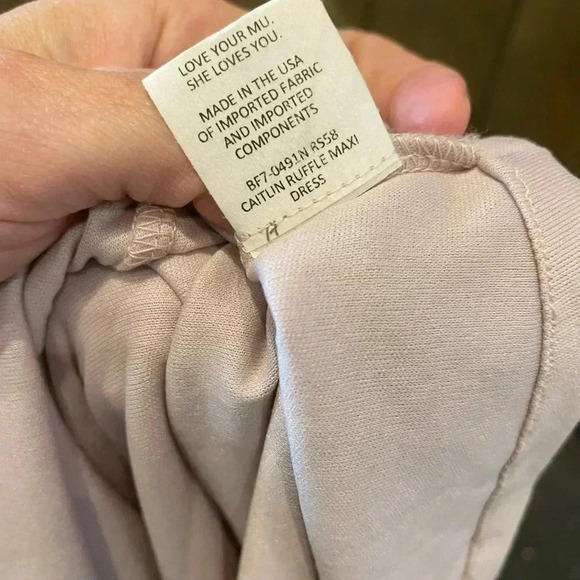 LOVE YOUR MU.
SHE LOVES YOU.
MADE IN THE USA
OF IMPORTED FABRIC
AND IMPORTED
COMPONENTS
BF7-0491N RS58
CAITLIN RUFFLE MAXI
DRESS